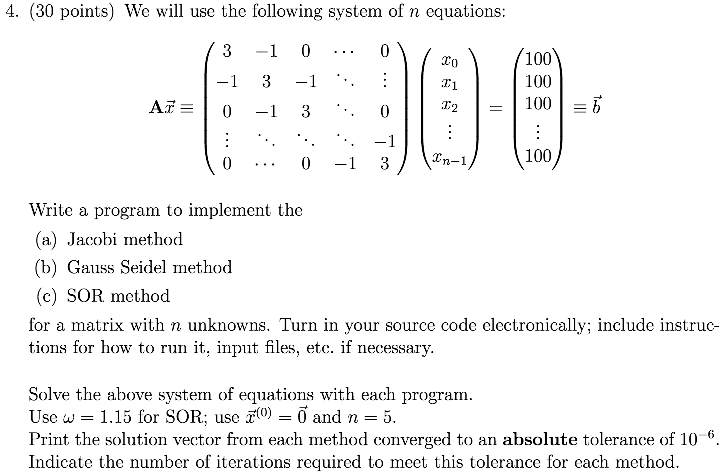 4. (30 points) We will use the following system of n equations:
A\vec{x} ≡ \begin{pmatrix} 3 & -1 & 0 & \cdots & 0 \\ -1 & 3 & -1 & \ddots & \vdots \\ 0 & -1 & 3 & \ddots & 0 \\ \vdots & \ddots & \ddots & \ddots & -1 \\ 0 & \cdots & 0 & -1 & 3 \end{pmatrix} \begin{pmatrix} x_0 \\ x_1 \\ x_2 \\ \vdots \\ x_{n-1} \end{pmatrix} = \begin{pmatrix} 100 \\ 100 \\ 100 \\ \vdots \\ 100 \end{pmatrix} ≡ \vec{b}
Write a program to implement the
(a) Jacobi method
(b) Gauss Seidel method
(c) SOR method
for a matrix with n unknowns. Turn in your source code electronically; include instruc-
tions for how to run it, input files, etc. if necessary.
Solve the above system of equations with each program.
Use ω = 1.15 for SOR; use \vec{x}^{(0)} = \vec{0} and n = 5.
Print the solution vector from each method converged to an absolute tolerance of 10^{-6}.
Indicate the number of iterations required to meet this tolerance for each method.